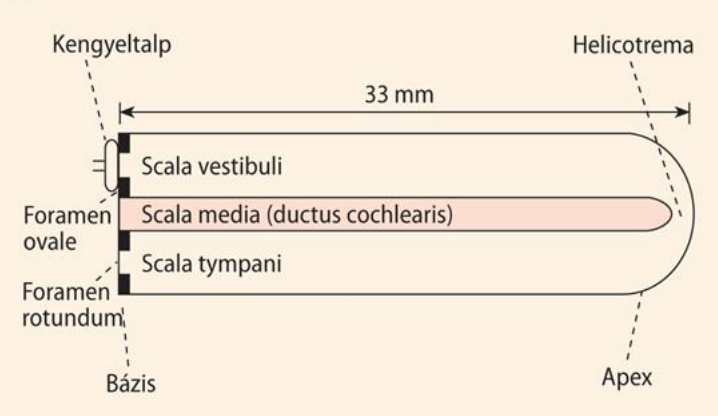 Kengyeltalp
Helicotrema
33 mm
Scala vestibuli
Foramen
ovale
Scala media (ductus cochlearis)
Scala tympani
Foramen
rotundum
Bázis
Apex